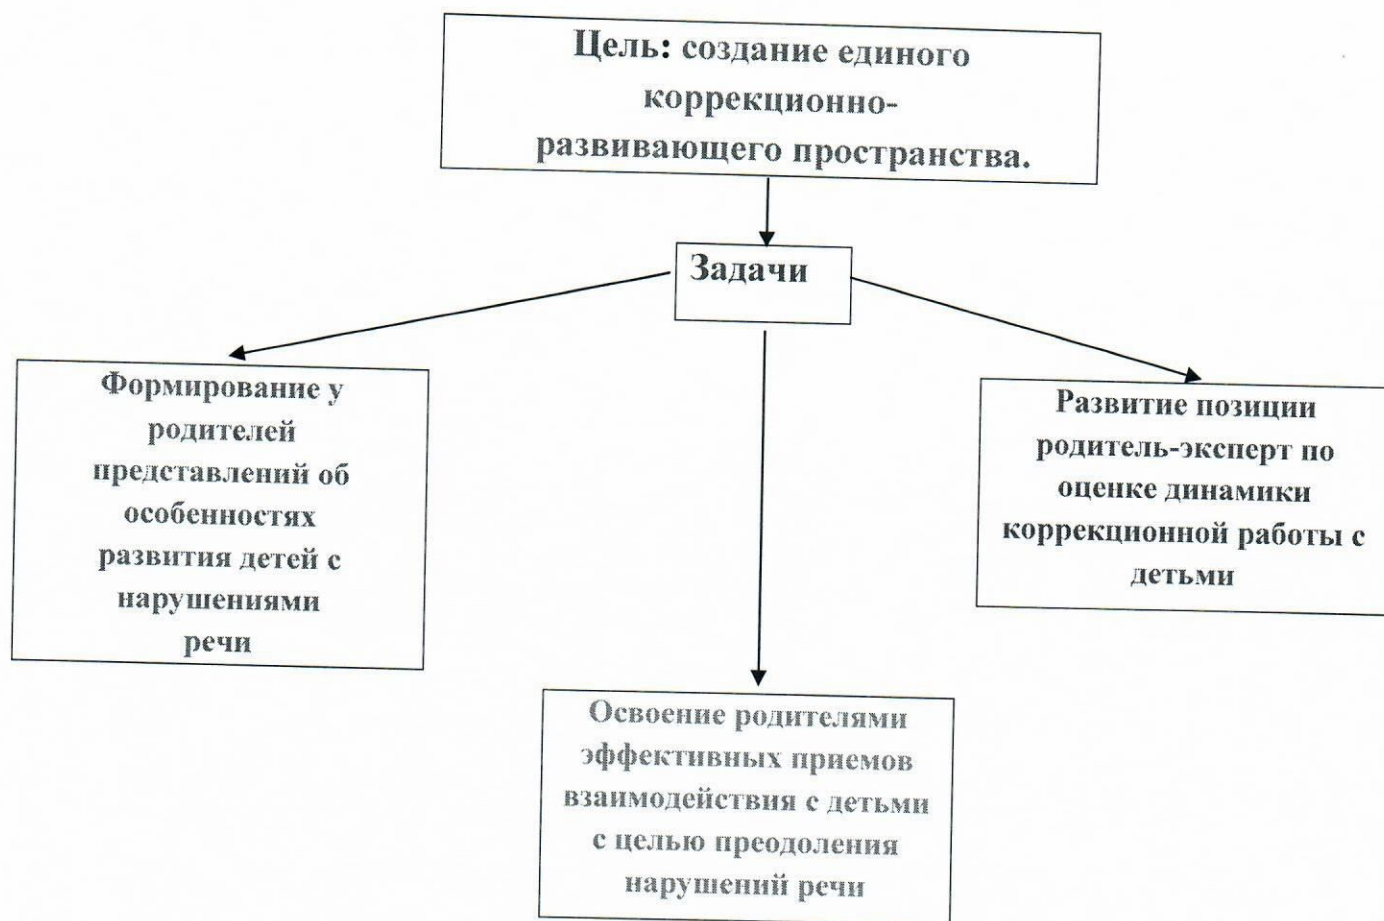 Цель: создание единого
коррекционно-
развивающего пространства.
Задачи
Формирование у
родителей
представлений об
особенностях
развития детей с
нарушениями
речи
Освоение родителями
эффективных приемов
взаимодействия с детьми
с целью преодоления
нарушений речи
Развитие позиции
родитель-эксперт по
оценке динамики
коррекционной работы с
детьми